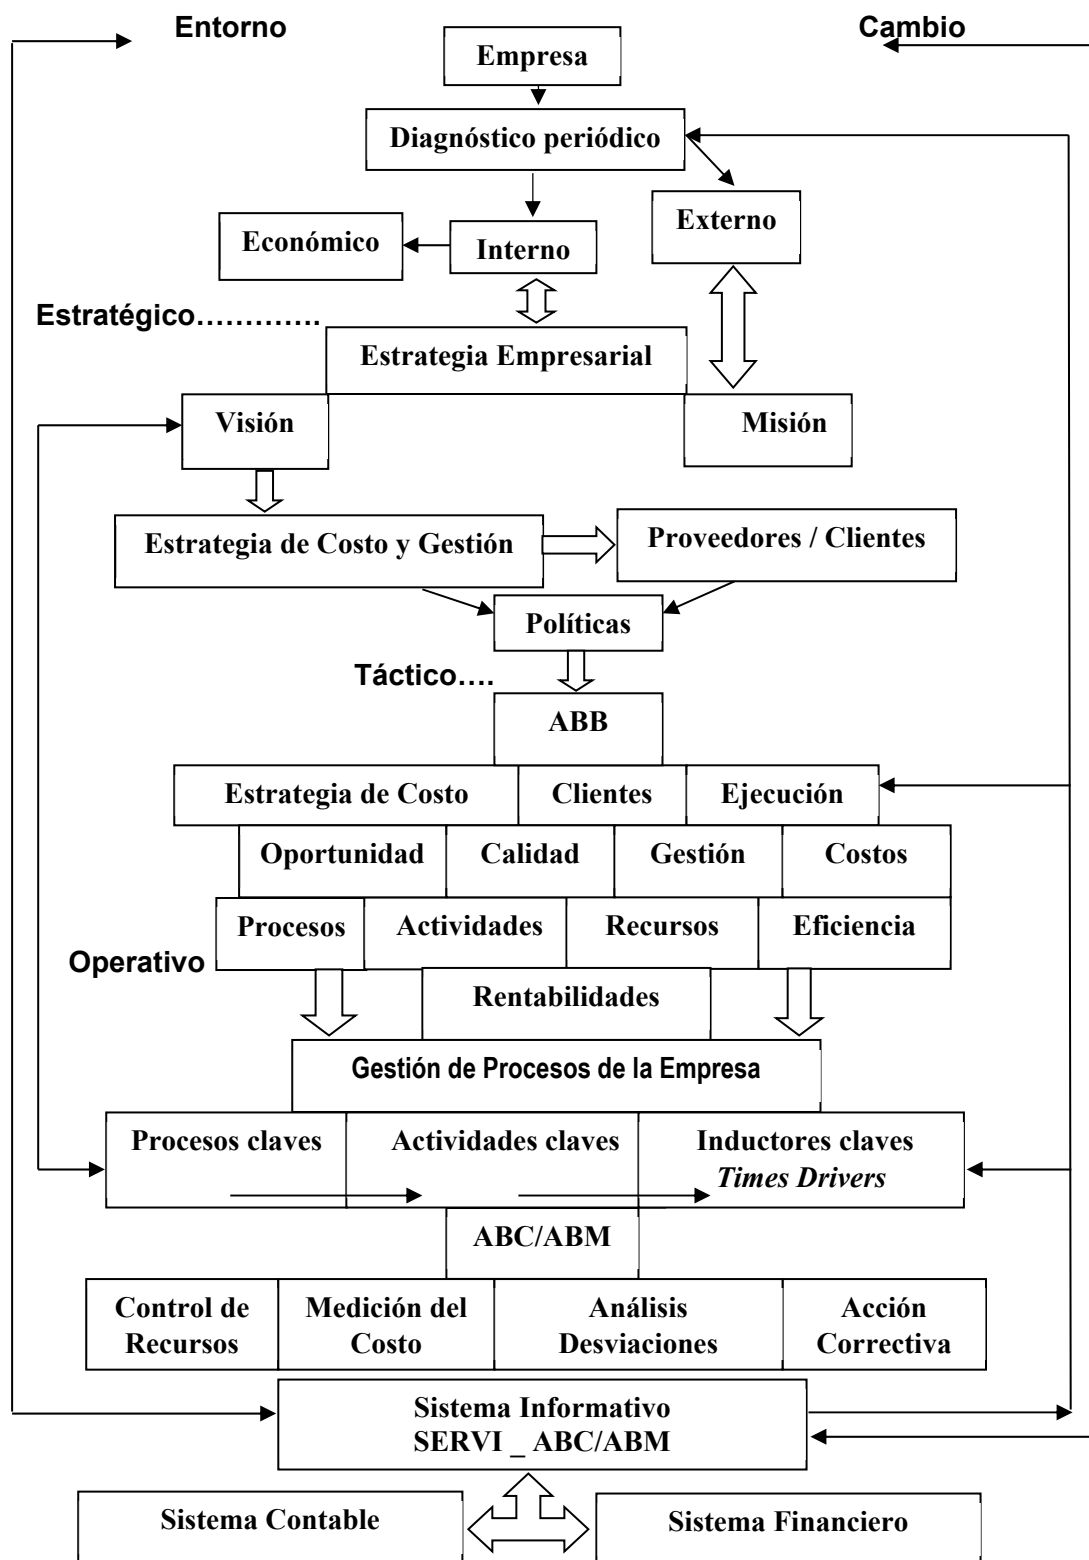 Entorno
Cambio
Empresa
Diagnóstico periódico
Externo
Económico
Interno
Estratégico.............
Estrategia Empresarial
Visión
Misión
Estrategia de Costo y Gestión
Proveedores / Clientes
Políticas
Táctico....
ABB
Estrategia de Costo
Clientes
Ejecución
Oportunidad
Calidad
Gestión
Costos
Procesos
Actividades
Recursos
Eficiencia
Operativo
Rentabilidades
Gestión de Procesos de la Empresa
Procesos claves
Actividades claves
Inductores claves
Times Drivers
ABC/ABM
Control de
Recursos
Medición del
Costo
Análisis
Desviaciones
Acción
Correctiva
Sistema Informativo
SERVI _ ABC/ABM
Sistema Contable
Sistema Financiero